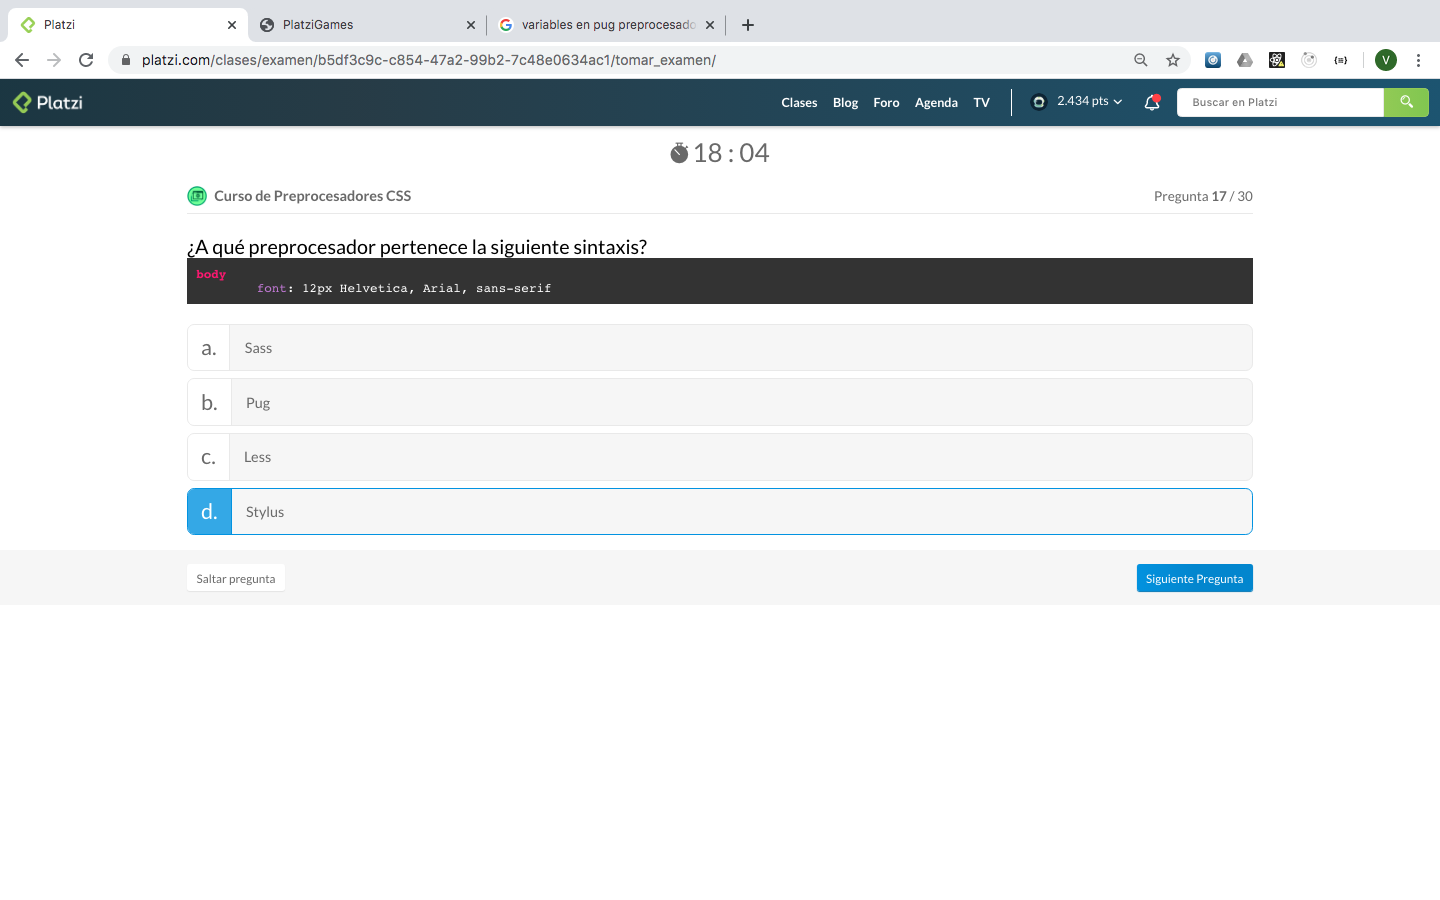 Platzi
PlatziGames
variables en pug preprocesado
platzi.com/clases/examen/b5df3c9c-c854-47a2-99b2-7c48e0634ac1/tomar_examen/
V
Platzi
Clases Blog Foro Agenda TV 2.434 pts Buscar en Platzi
18 : 04
Curso de Preprocesadores CSS Pregunta 17 / 30
¿A qué preprocesador pertenece la siguiente sintaxis?
body
font: 12px Helvetica, Arial, sans-serif
a. Sass
b. Pug
c. Less
d. Stylus
Saltar pregunta Siguiente Pregunta